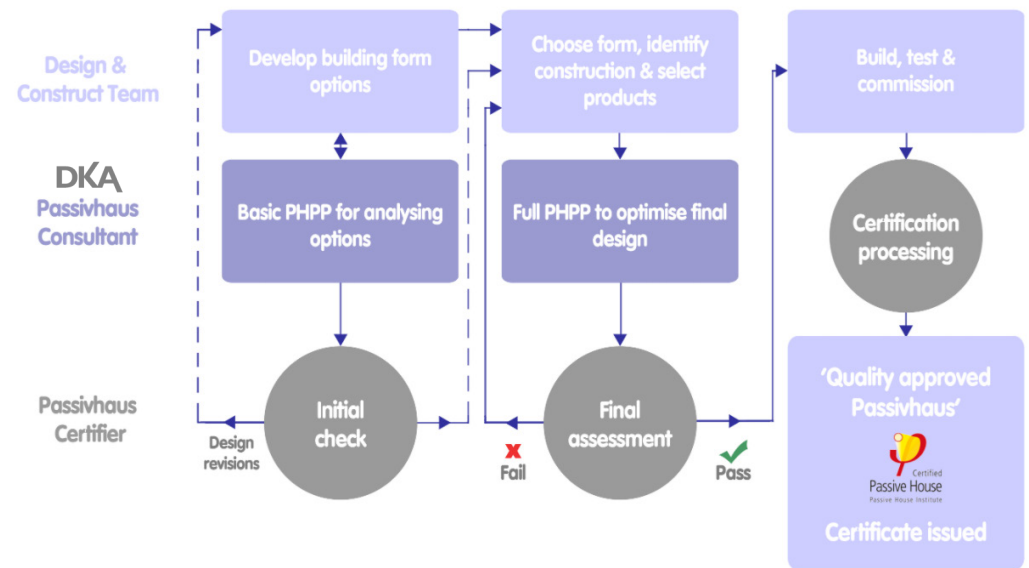 Design &
Construct Team
Develop building form
options
Choose form, identify
construction & select
products
Build, test &
commission
DKA
Passivhaus
Consultant
Basic PHPP for analysing
options
Full PHPP to optimise final
design
Certification
processing
Passivhaus
Certifier
Initial
check
Design
revisions
Final
assessment
Fail
Pass
'Quality approved
Passivhaus'
Certified
Passive House
Passive House Institute
Certificate issued